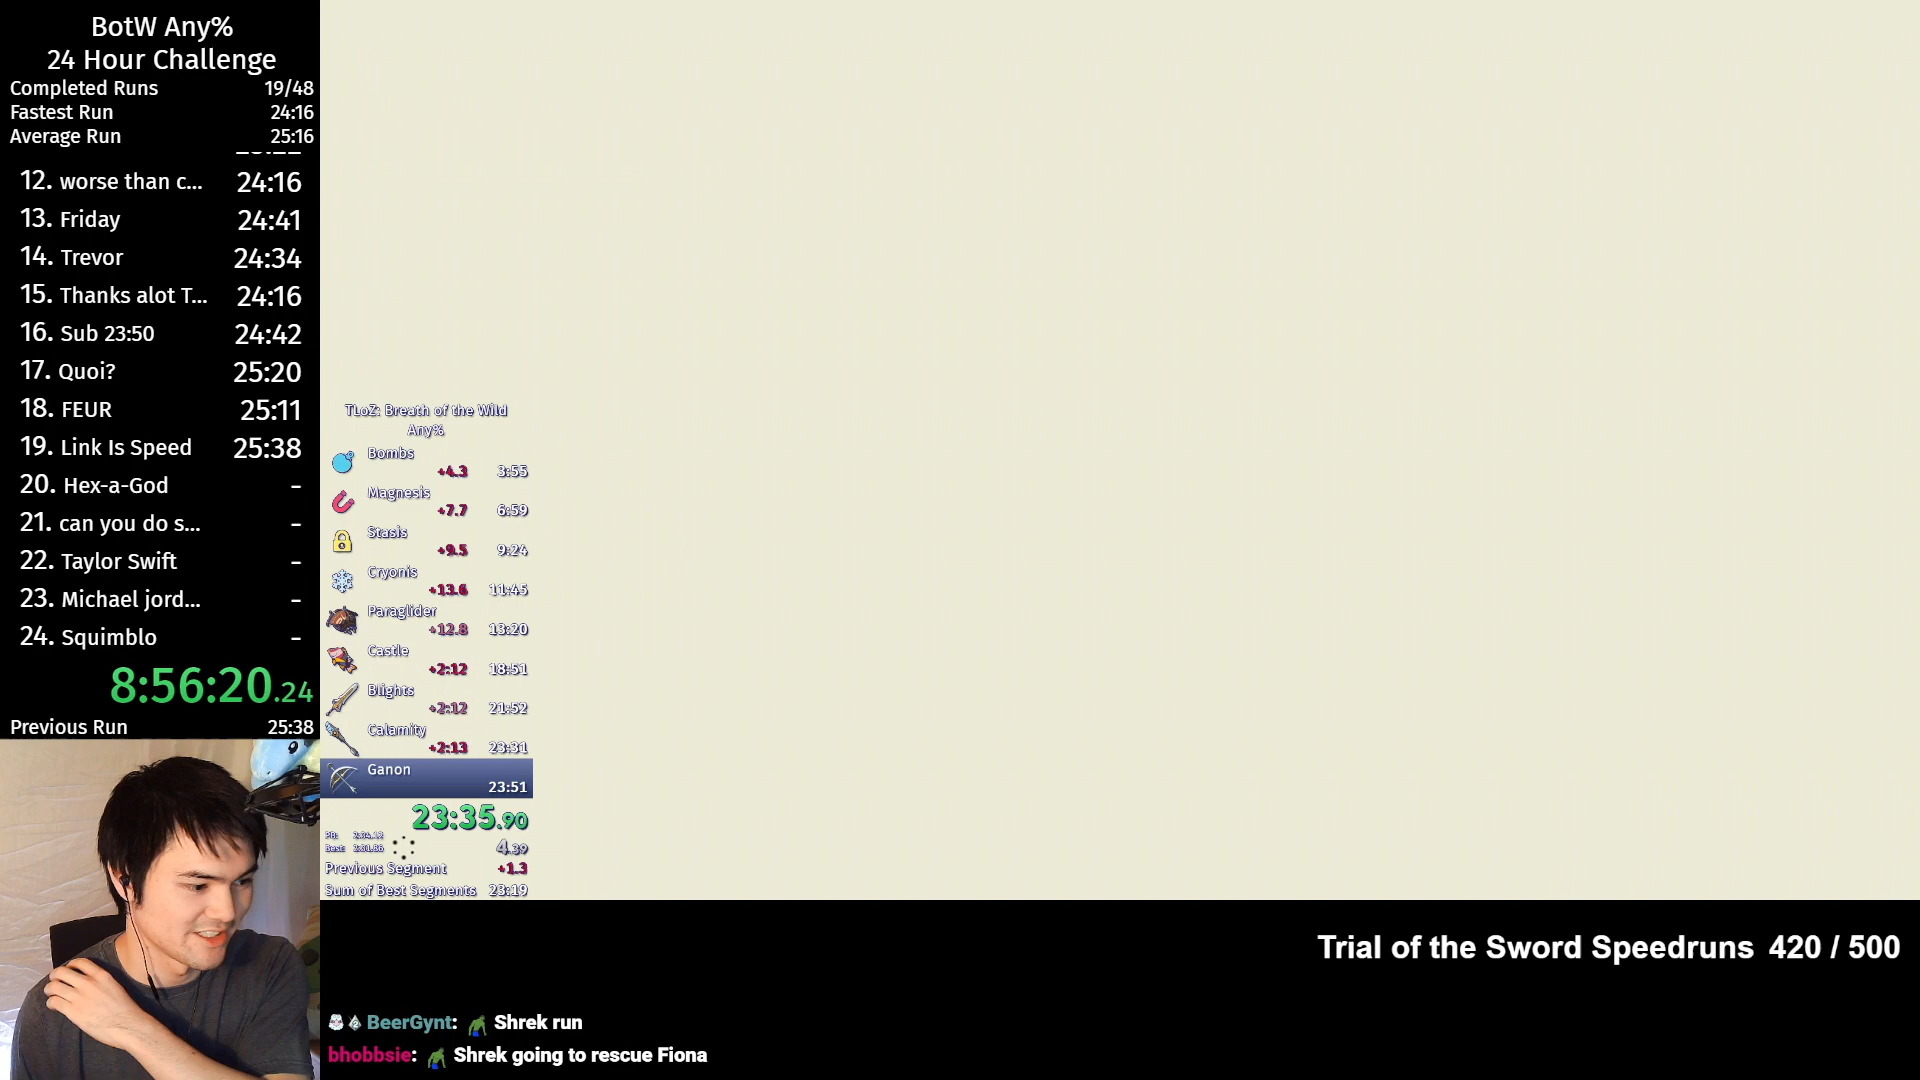 BotW Any%
24 Hour Challenge
Completed Runs 19/48
Fastest Run 24:16
Average Run 25:16
12. worse than c... 24:16
13. Friday 24:41
14. Trevor 24:34
15. Thanks alot T... 24:16
16. Sub 23:50 24:42
17. Quoi? 25:20
18. FEUR 25:11
19. Link Is Speed 25:38
20. Hex-a-God –
21. can you do s... –
22. Taylor Swift –
23. Michael jord... –
24. Squimblo –
8:56:20.24
Previous Run 25:38
TLoZ: Breath of the Wild
Any%
Bombs
+4.3 3:55
Magnesis
+7.7 6:59
Stasis
+9.5 9:24
Cryonis
+13.6 11:45
Paraglider
+12.8 13:20
Castle
+2:12 18:51
Blights
+2:12 21:52
Calamity
+2:13 23:31
Ganon
23:51
23:35.90
PB:
Best: 4.39
Previous Segment +1.3
Sum of Best Segments 23:19
Trial of the Sword Speedruns 420 / 500
BeerGynt: Shrek run
bhobbsie: Shrek going to rescue Fiona